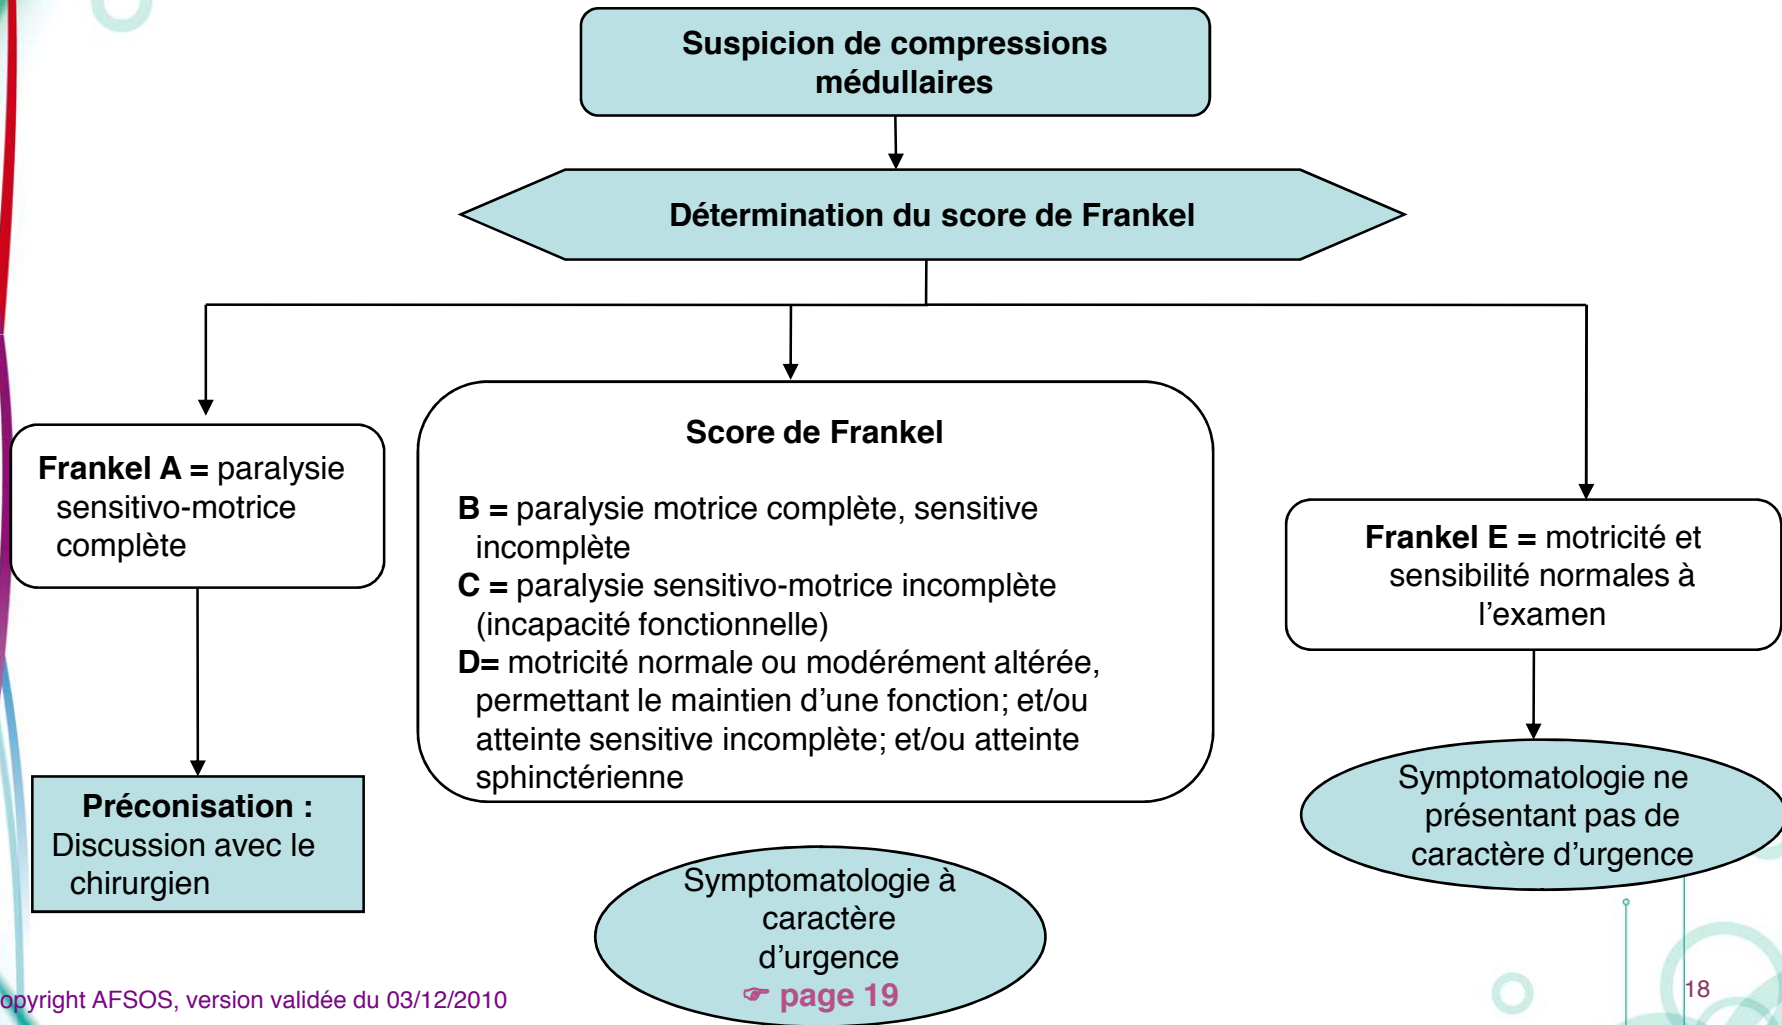 Suspicion de compressions
médullaires
Détermination du score de Frankel
Frankel A = paralysie
sensitivo-motrice
complète
Préconisation :
Discussion avec le
chirurgien
Score de Frankel
B = paralysie motrice complète, sensitive
incomplète
C = paralysie sensitivo-motrice incomplète
(incapacité fonctionnelle)
D= motricité normale ou modérément altérée,
permettant le maintien d’une fonction; et/ou
atteinte sensitive incomplète; et/ou atteinte
sphinctérienne
Symptomatologie à
caractère
d’urgence
☞ page 19
Frankel E = motricité et
sensibilité normales à
l’examen
Symptomatologie ne
présentant pas de
caractère d’urgence
opyright AFSOS, version validée du 03/12/2010
18